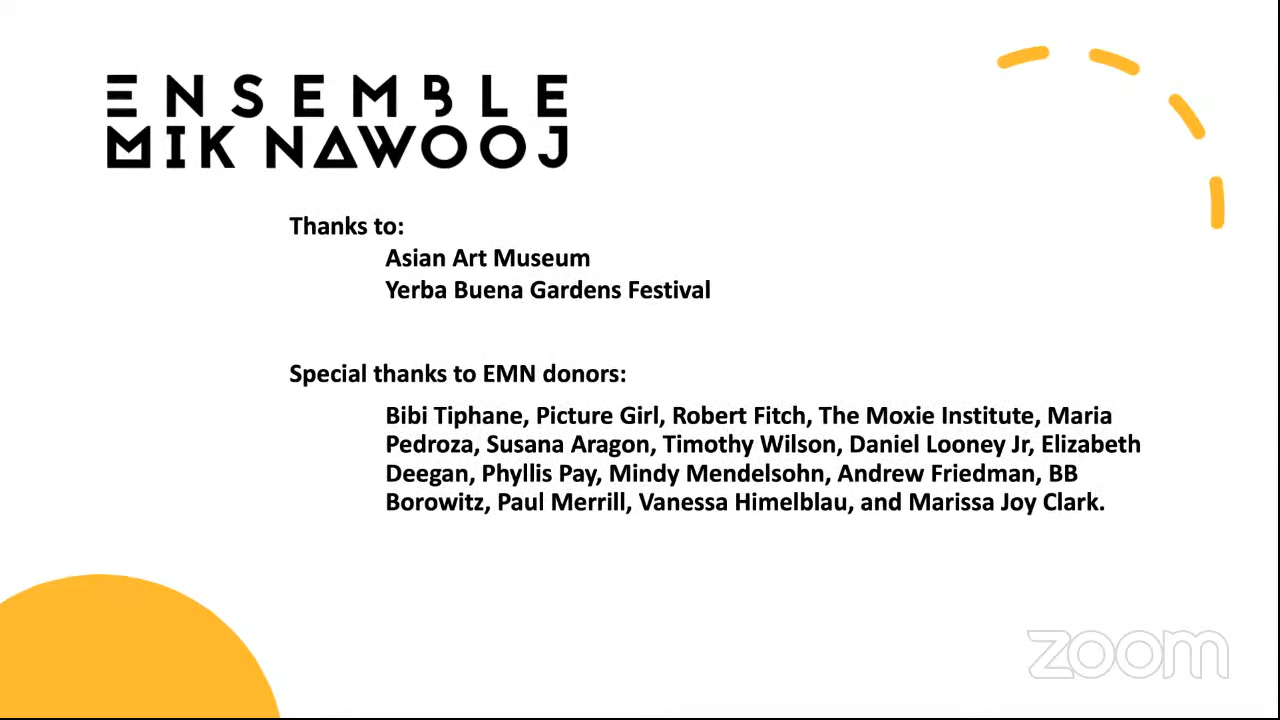 ENSEMBLE
MIK NAWOOJ
Thanks to:
Asian Art Museum
Yerba Buena Gardens Festival
Special thanks to EMN donors:
Bibi Tiphane, Picture Girl, Robert Fitch, The Moxie Institute, Maria
Pedroza, Susana Aragon, Timothy Wilson, Daniel Looney Jr, Elizabeth
Deegan, Phyllis Pay, Mindy Mendelsohn, Andrew Friedman, BB
Borowitz, Paul Merrill, Vanessa Himelblau, and Marissa Joy Clark.
zoom